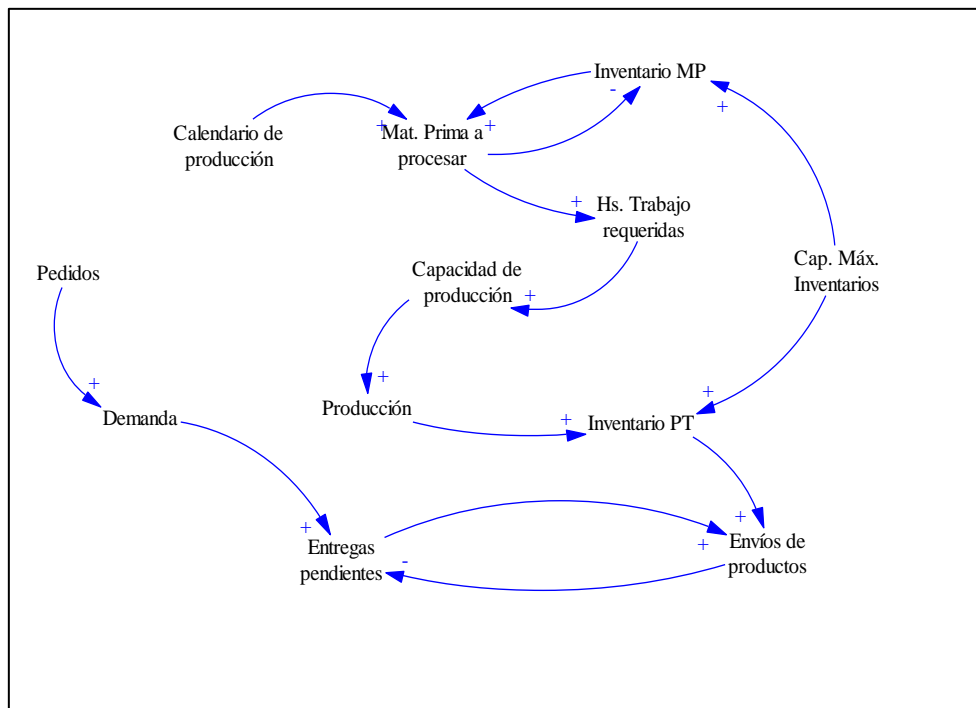 Inventario MP
-
+
Calendario de
producción
+
Mat. Prima a
procesar
+
+
Hs. Trabajo
requeridas
Pedidos
Capacidad de
producción
+
Cap. Máx.
Inventarios
+
+
+
Demanda
Producción
+
Inventario PT
+
Entregas
pendientes
-
+
+
Envíos de
productos